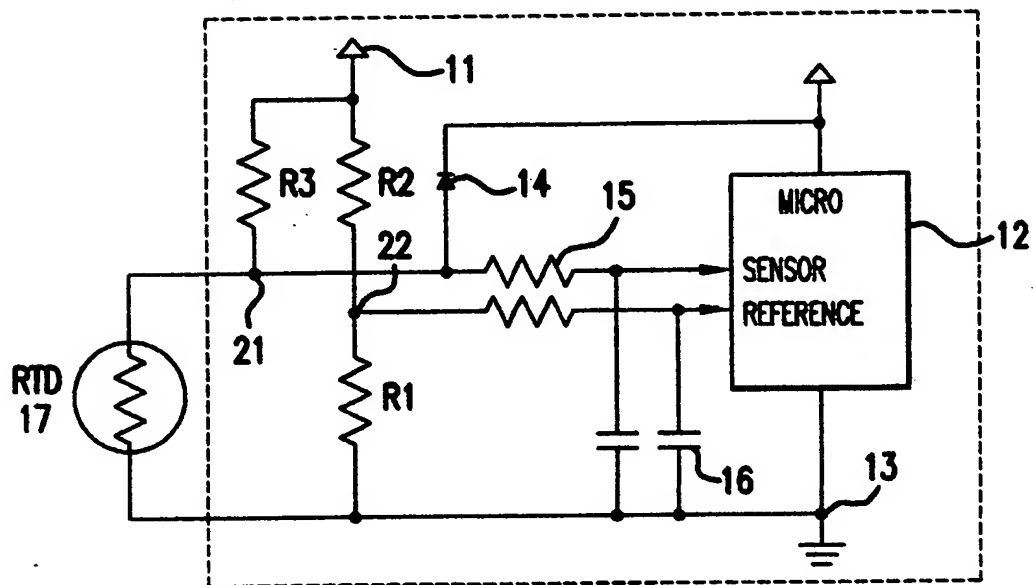 11
R3
R2
14
15
MICRO
12
22
SENSOR
REFERENCE
21
RTD
17
R1
16
13